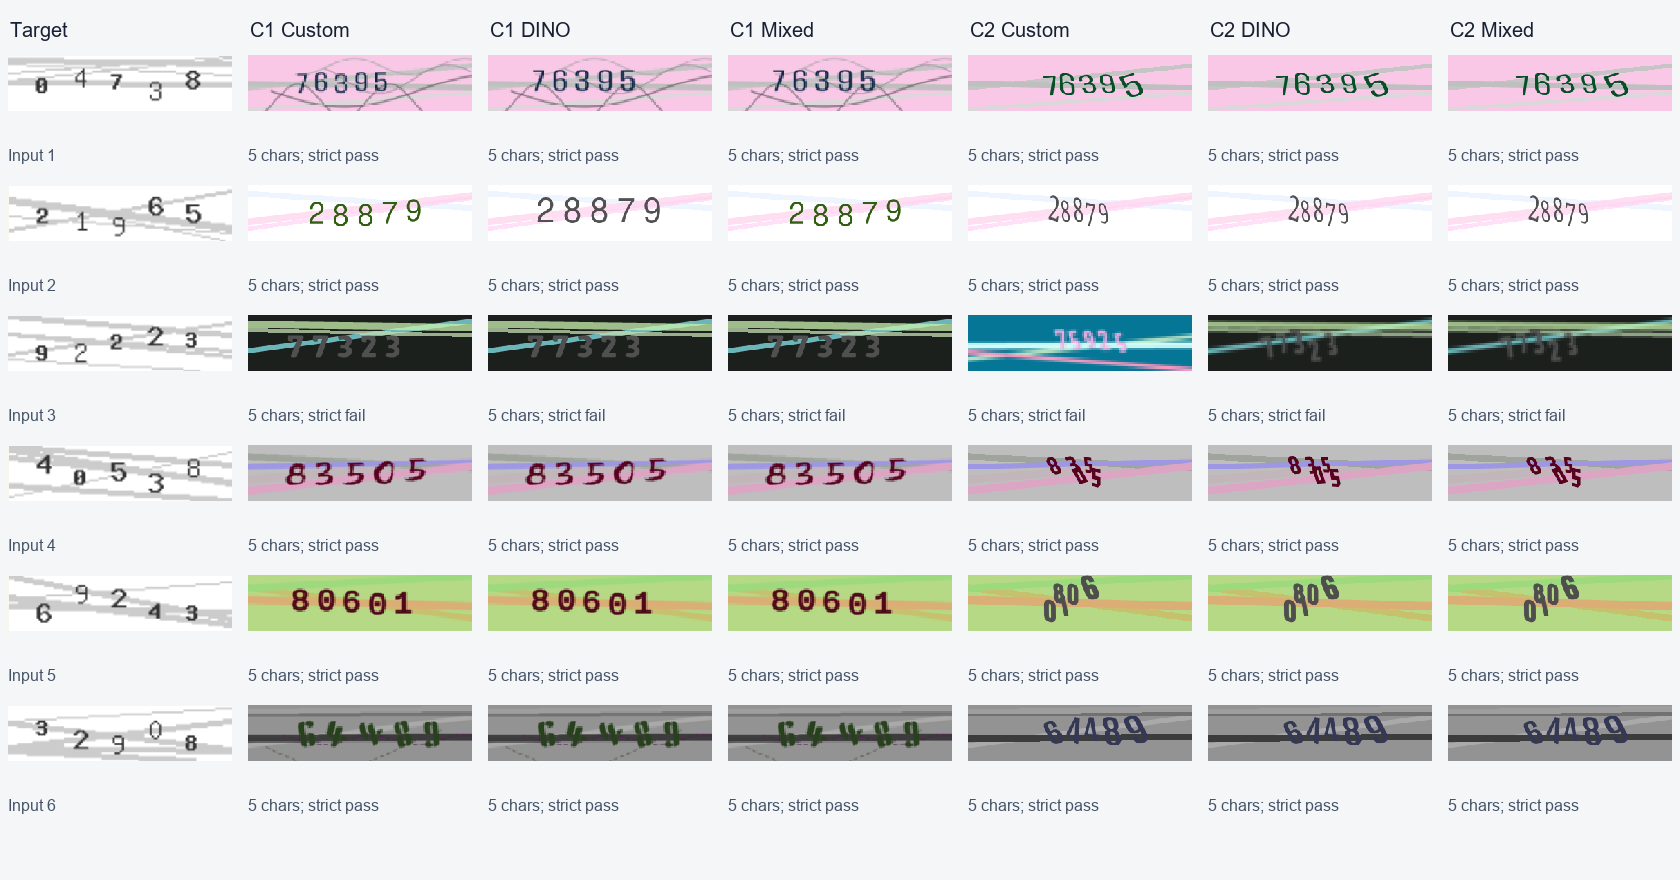 Target C1 Custom C1 DINO C1 Mixed C2 Custom C2 DINO C2 Mixed
0 4 7 3 8 76395 76395 76395 76395 76395 76395
Input 1 5 chars; strict pass 5 chars; strict pass 5 chars; strict pass 5 chars; strict pass 5 chars; strict pass 5 chars; strict pass
2 1 9 6 5 28879 28879 28879 28879 28879 28879
Input 2 5 chars; strict pass 5 chars; strict pass 5 chars; strict pass 5 chars; strict pass 5 chars; strict pass 5 chars; strict pass
9 2 2 2 3 77323 77323 77323 77323 77323
Input 3 5 chars; strict fail 5 chars; strict fail 5 chars; strict fail 5 chars; strict fail 5 chars; strict fail 5 chars; strict fail
4 0 5 3 8 83505 83505 83505 83505 83505 83505
Input 4 5 chars; strict pass 5 chars; strict pass 5 chars; strict pass 5 chars; strict pass 5 chars; strict pass 5 chars; strict pass
6 9 2 4 3 80601 80601 80601
Input 5 5 chars; strict pass 5 chars; strict pass 5 chars; strict pass 5 chars; strict pass 5 chars; strict pass 5 chars; strict pass
3 2 9 0 8 64489 64489 64489 64489 64489 64489
Input 6 5 chars; strict pass 5 chars; strict pass 5 chars; strict pass 5 chars; strict pass 5 chars; strict pass 5 chars; strict pass